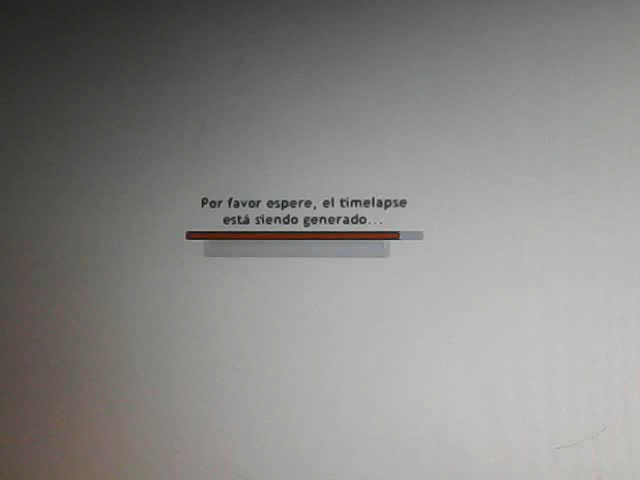 Por favor espere, el timelapse
está siendo generado...